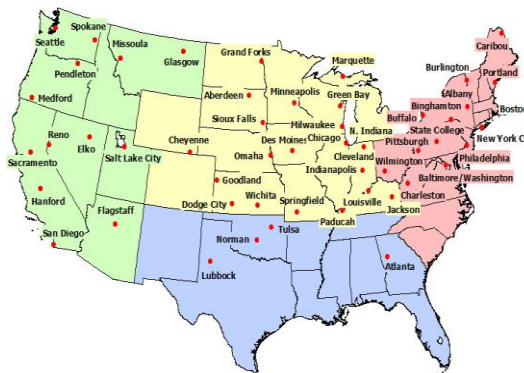 Spokane
Seattle
Missoula
Glasgow
Pendleton
Medford
Reno
Elko
Sacramento
Salt Lake City
Hanford
San Diego
Flagstaff
Grand Forks
Marquette
Aberdeen
Minneapolis
Green Bay
Sioux Falls
Milwaukee
N. Indiana
Cheyenne
Des Moines
Chicago
Omaha
Cleveland
Goodland
Indianapolis
Dodge City
Wichita
Springfield
Louisville
Paducah
Jackson
Caribou
Burlington
Portland
Albany
Binghamton
Boston
Buffalo
State College
New York C
Pittsburgh
Wilmington
Philadelphia
Baltimore/Washington
Charleston
Tulsa
Norman
Lubbock
Atlanta